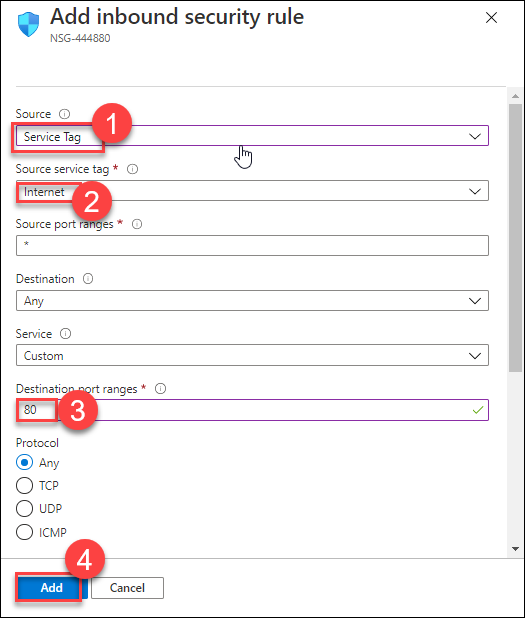 Add inbound security rule
NSG-444880
Source
1
Service Tag
Source service tag *
Internet
2
Source port ranges *
*
Destination
Any
Service
Custom
Destination port ranges *
80
3
Protocol
Any
TCP
UDP
ICMP
4
Add Cancel